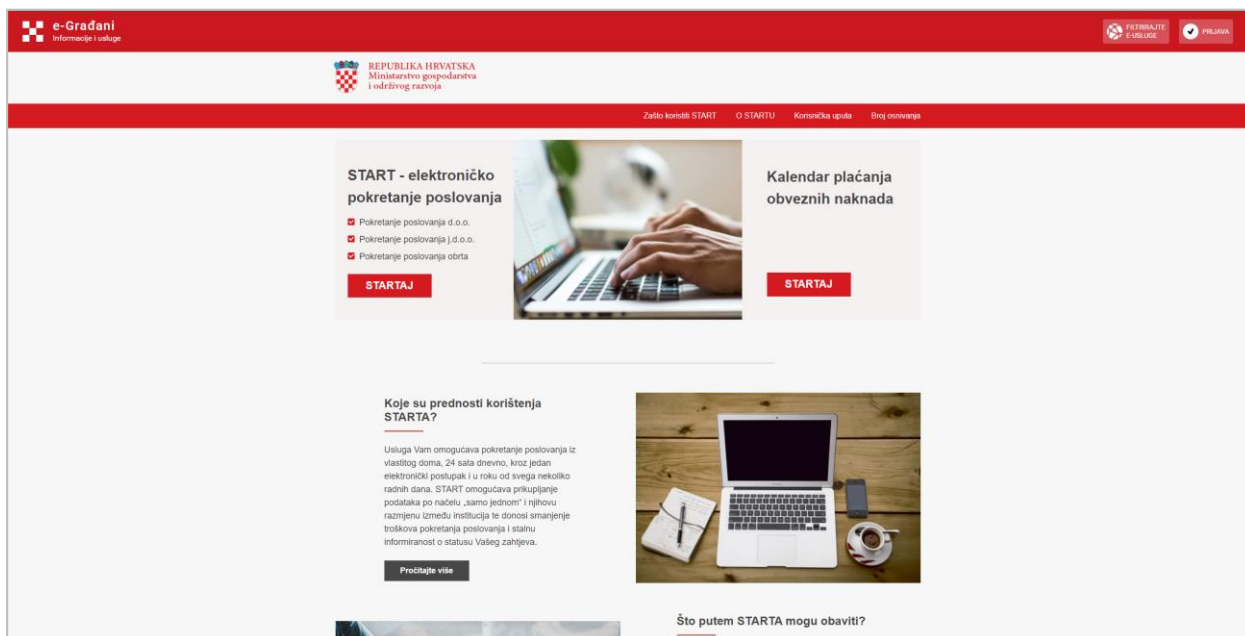 e-Građani
Informacije i usluge
FILTRIRAJTE
E-USLUGE
PRIJAVA
REPUBLIKA HRVATSKA
Ministarstvo gospodarstva
i održivog razvoja
Zašto koristiti START O STARTU Korisnička uputa Broj osnivanja
START - elektroničko
pokretanje poslovanja
Pokretanje poslovanja d.o.o.
Pokretanje poslovanja j.d.o.o.
Pokretanje poslovanja obrta
STARTAJ
Kalendar plaćanja
obveznih naknada
STARTAJ
Koje su prednosti korištenja
STARTA?
Usluga Vam omogućava pokretanje poslovanja iz
vlastitog doma, 24 sata dnevno, kroz jedan
elektronički postupak i u roku od svega nekoliko
radnih dana. START omogućava prikupljanje
podataka po načelu „samo jednom" i njihovu
razmjenu između institucija te donosi smanjenje
troškova pokretanja poslovanja i stalnu
informiranost o statusu Vašeg zahtjeva.
Pročitajte više
Što putem STARTA mogu obaviti?